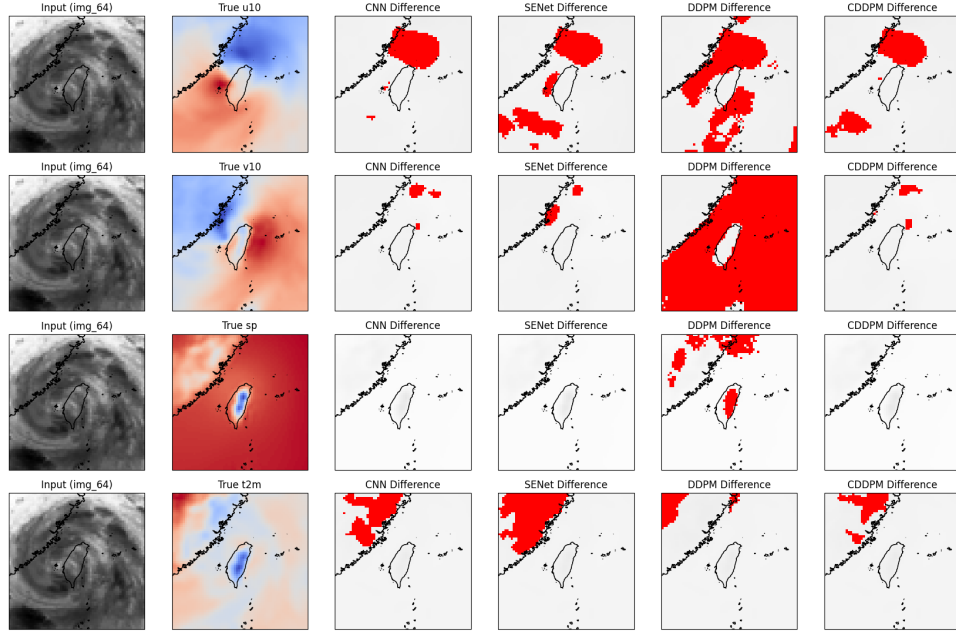 Input (img_64) True u10 CNN Difference SENet Difference DDPM Difference CDDPM Difference
Input (img_64) True v10 CNN Difference SENet Difference DDPM Difference CDDPM Difference
Input (img_64) True sp CNN Difference SENet Difference DDPM Difference CDDPM Difference
Input (img_64) True t2m CNN Difference SENet Difference DDPM Difference CDDPM Difference